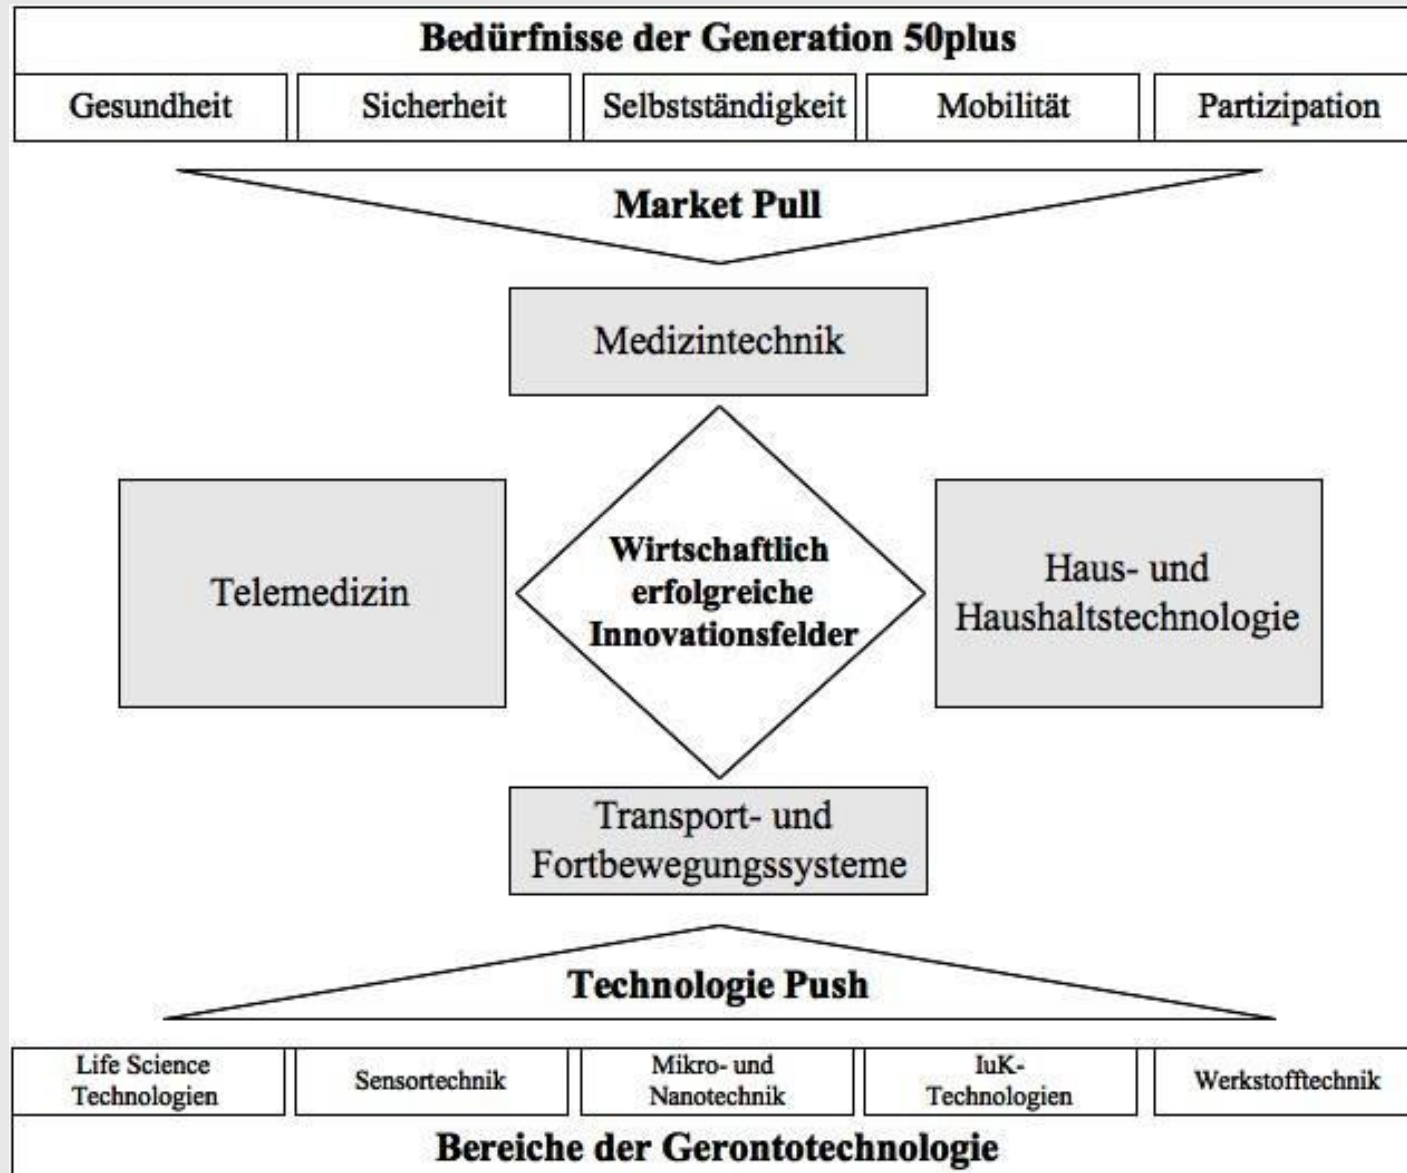 Bedürfnisse der Generation 50plus
Gesundheit
Sicherheit
Selbstständigkeit
Mobilität
Partizipation
Market Pull
Medizintechnik
Telemedizin
Wirtschaftlich
erfolgreiche
Innovationsfelder
Haus- und
Haushaltstechnologie
Transport- und
Fortbewegungssysteme
Technologie Push
Life Science
Technologien
Sensortechnik
Mikro- und
Nanotechnik
IuK-
Technologien
Werkstofftechnik
Bereiche der Gerontotechnologie